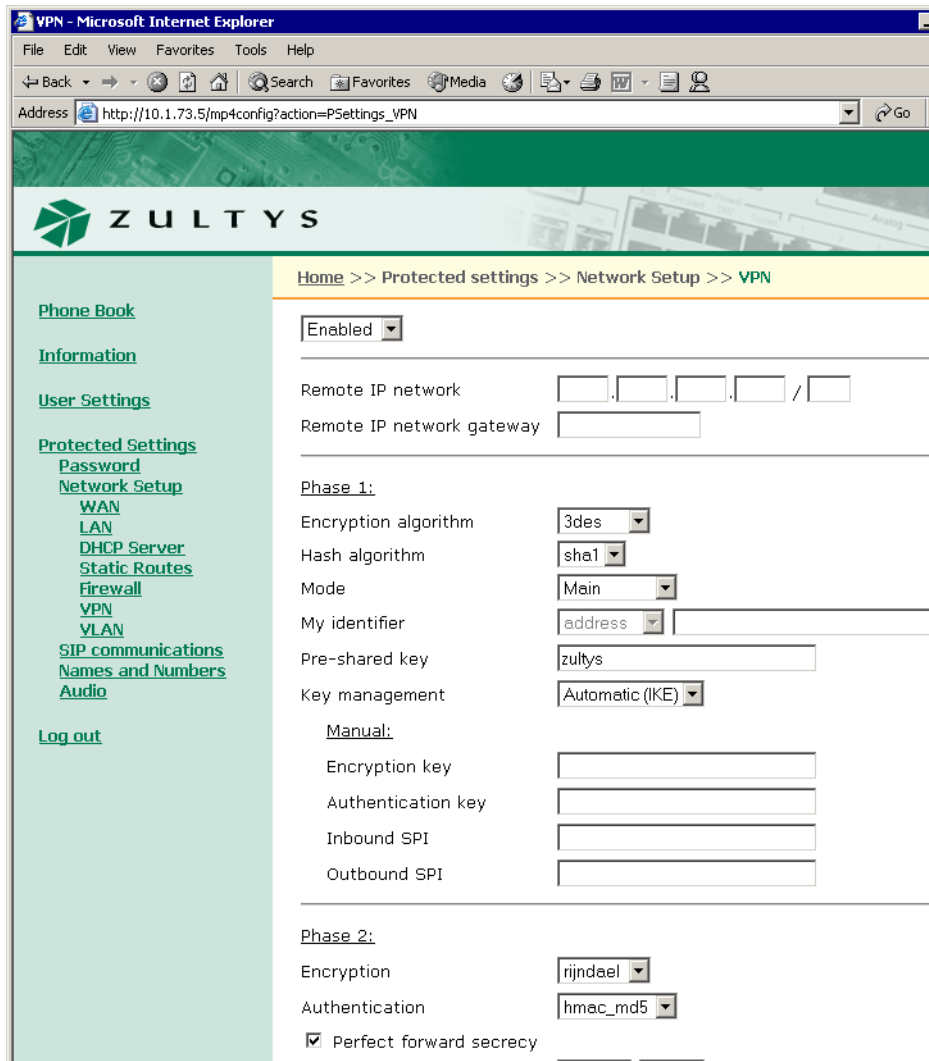 VPN - Microsoft Internet Explorer
File Edit View Favorites Tools Help
Back Search Favorites Media
Address http://10.1.73.5/mp4config?action=PSettings_VPN Go
Analog
ZULTYS
Home >> Protected settings >> Network Setup >> VPN
Phone Book
Information
User Settings
Protected Settings
Password
Network Setup
WAN
LAN
DHCP Server
Static Routes
Firewall
VPN
VLAN
SIP communications
Names and Numbers
Audio
Log out
Enabled
Remote IP network . . . /
Remote IP network gateway
Phase 1:
Encryption algorithm 3des
Hash algorithm sha1
Mode Main
My identifier address
Pre-shared key zultys
Key management Automatic (IKE)
Manual:
Encryption key
Authentication key
Inbound SPI
Outbound SPI
Phase 2:
Encryption rijndael
Authentication hmac_md5
Perfect forward secrecy